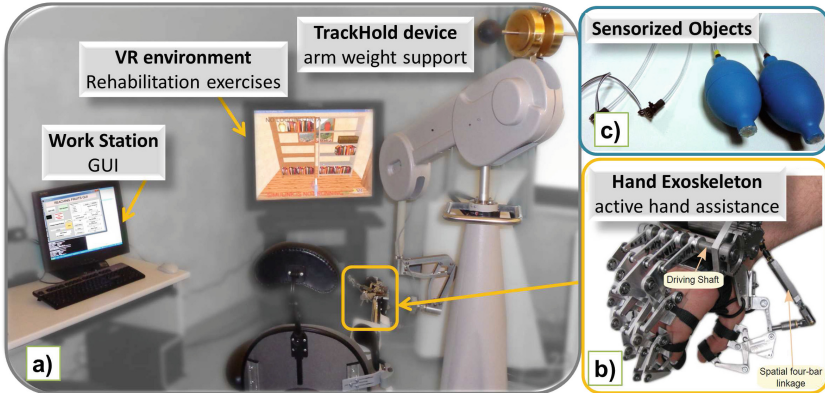 TrackHold device
arm weight support
VR environment
Rehabilitation exercises
Work Station
GUI
a)
Sensorized Objects
c)
Hand Exoskeleton
active hand assistance
Driving Shaft
Spatial four-bar
linkage
b)